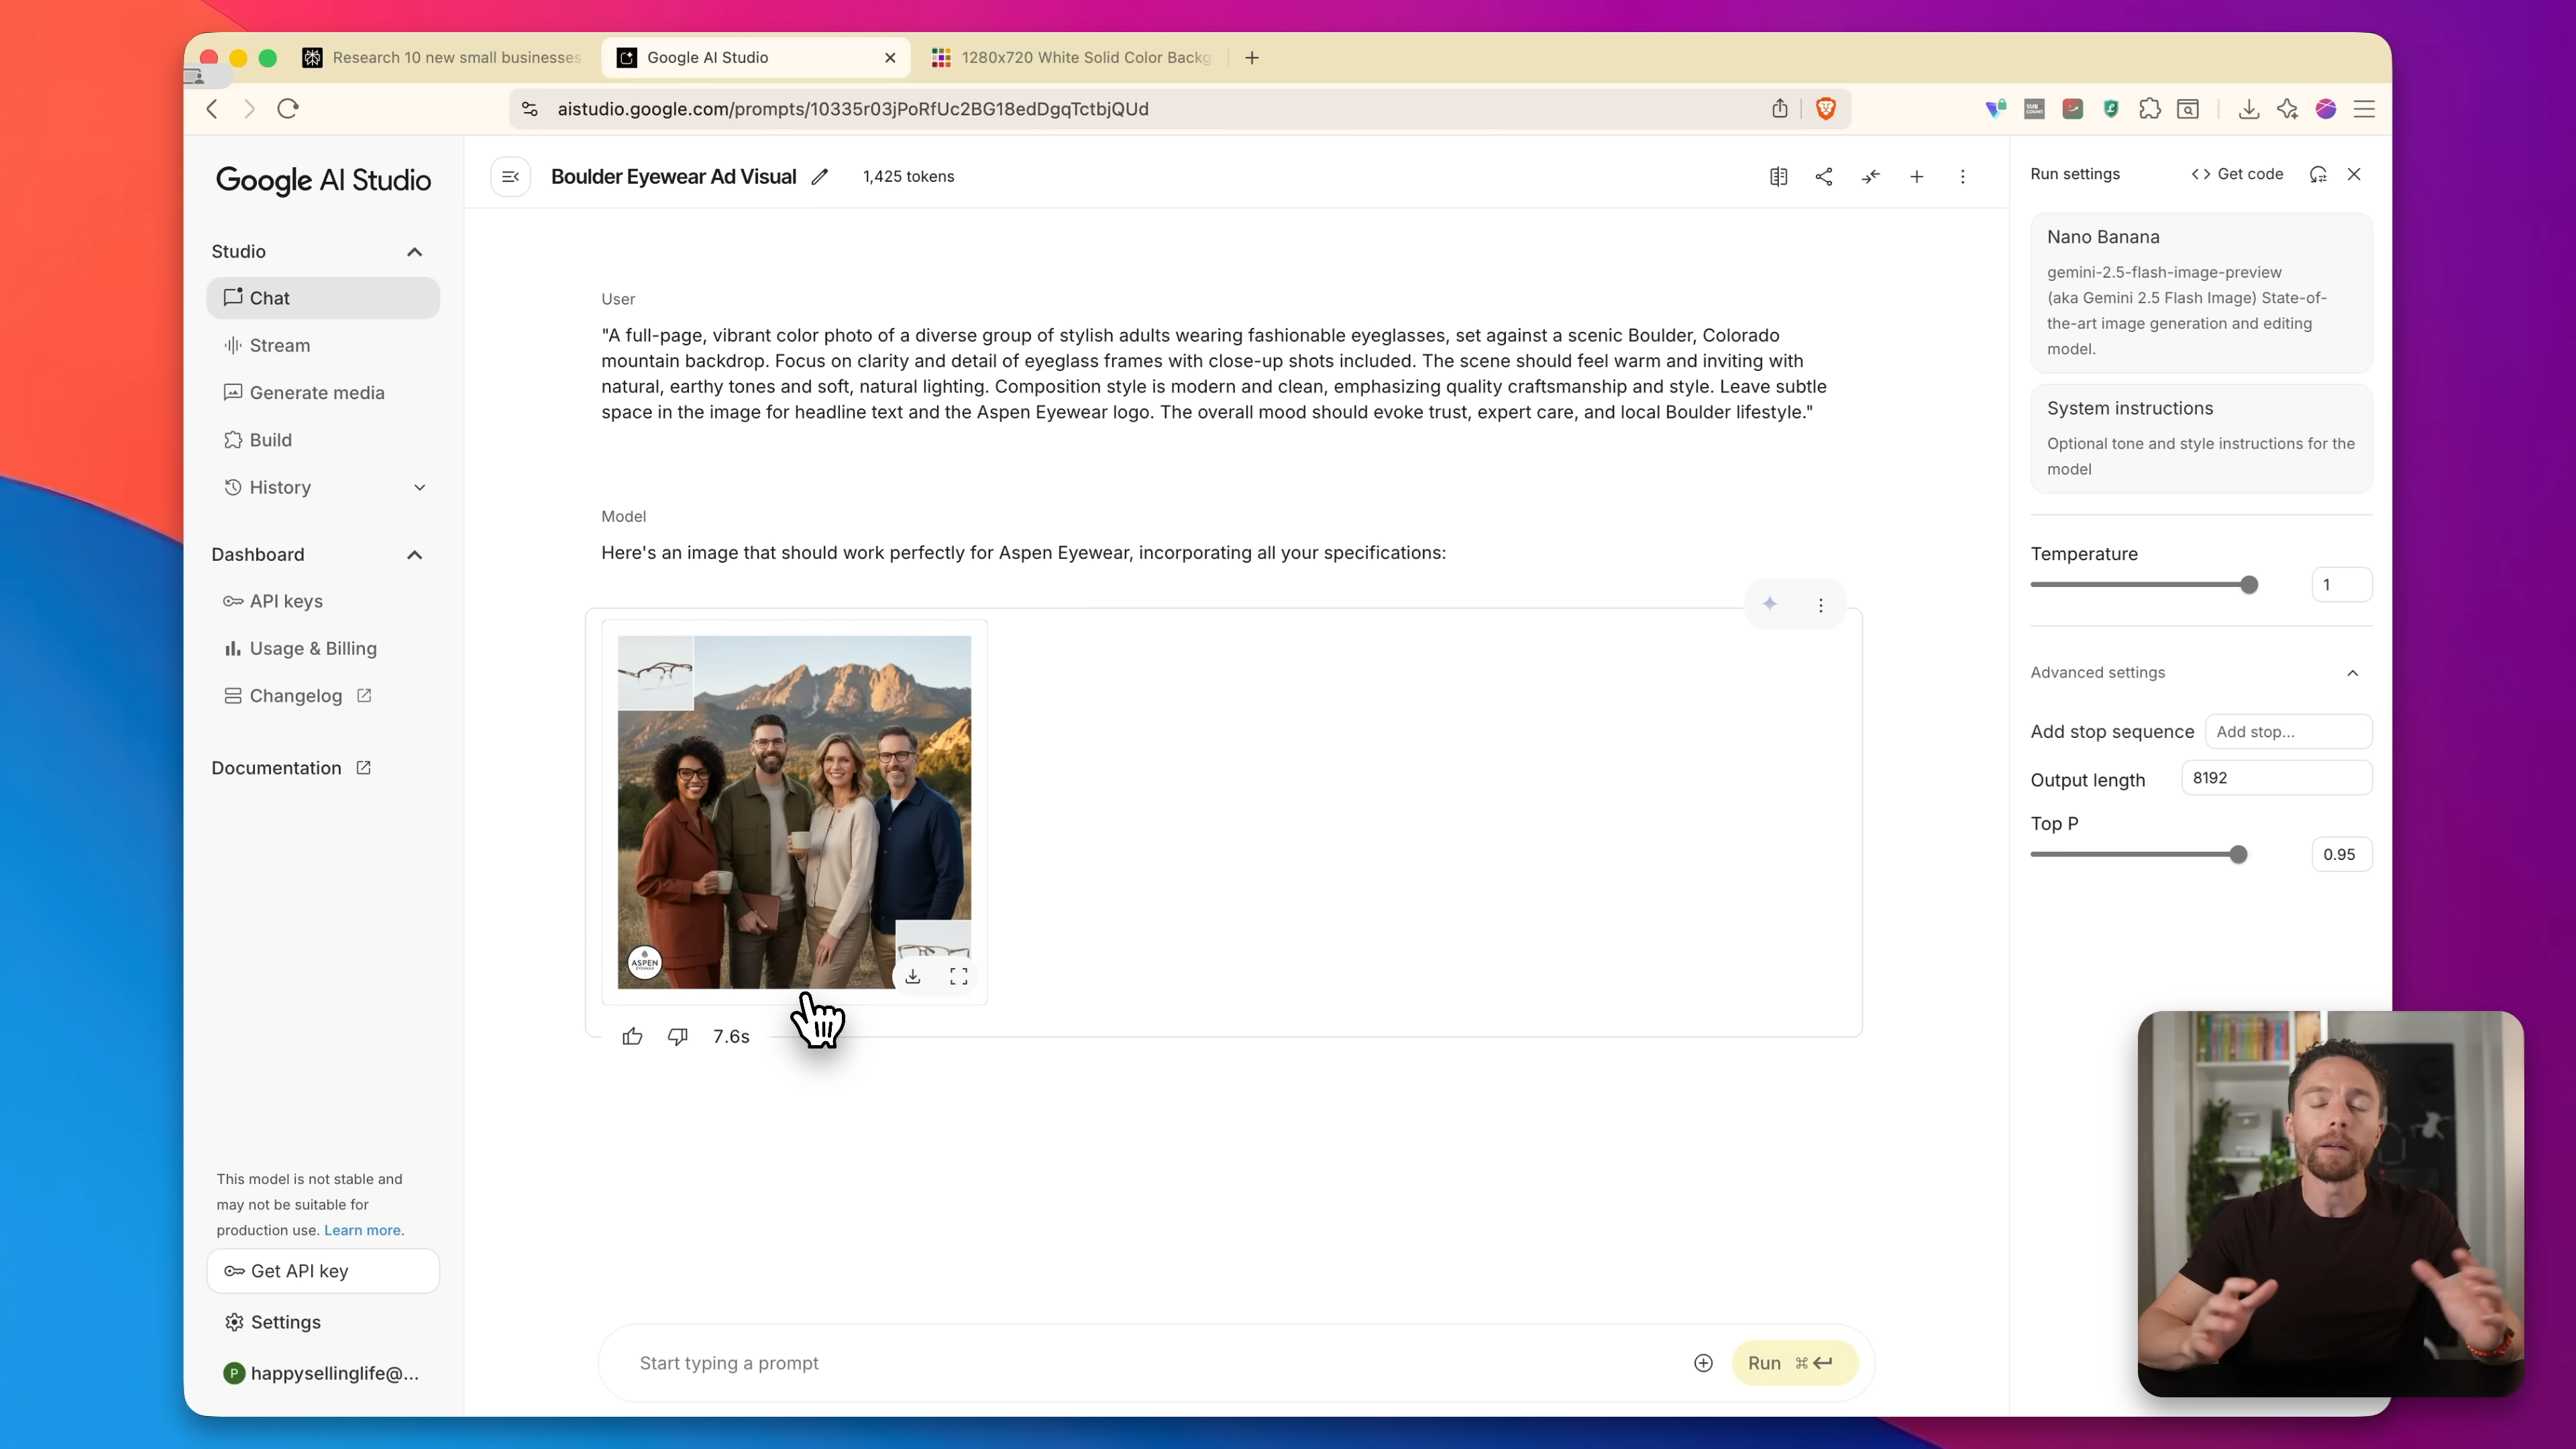 Research 10 new small businesses
Google AI Studio
1280x720 White Solid Color Backg
aistudio.google.com/prompts/10335r03jPoRfUc2BG18edDgqTctbjQUd
Google AI Studio
Studio
Chat
Stream
Generate media
Build
History
Dashboard
API keys
Usage & Billing
Changelog
Documentation
This model is not stable and
may not be suitable for
production use. Learn more.
Get API key
Settings
P
happysellinglife@...
Boulder Eyewear Ad Visual
1,425 tokens
User
"A full-page, vibrant color photo of a diverse group of stylish adults wearing fashionable eyeglasses, set against a scenic Boulder, Colorado
mountain backdrop. Focus on clarity and detail of eyeglass frames with close-up shots included. The scene should feel warm and inviting with
natural, earthy tones and soft, natural lighting. Composition style is modern and clean, emphasizing quality craftsmanship and style. Leave subtle
space in the image for headline text and the Aspen Eyewear logo. The overall mood should evoke trust, expert care, and local Boulder lifestyle."
Model
Here's an image that should work perfectly for Aspen Eyewear, incorporating all your specifications:
ASPEN
7.6s
Start typing a prompt
Run ⌘
Run settings
Get code
Nano Banana
gemini-2.5-flash-image-preview
(aka Gemini 2.5 Flash Image) State-of-
the-art image generation and editing
model.
System instructions
Optional tone and style instructions for the
model
Temperature
1
Advanced settings
Add stop sequence
Add stop...
Output length
8192
Top P
0.95